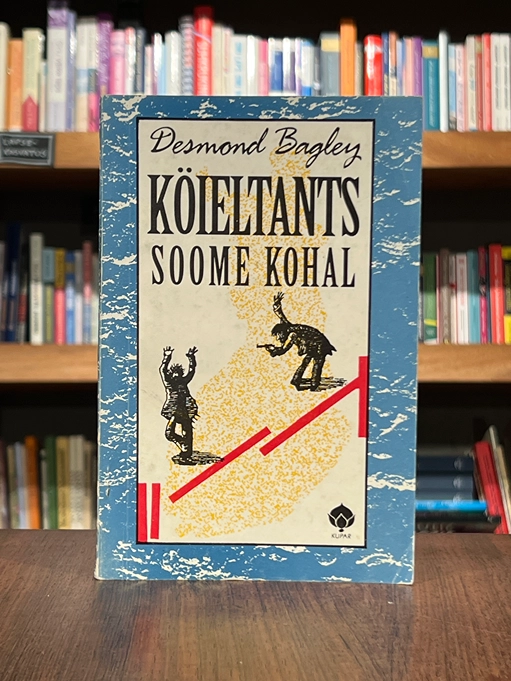 Desmond Bagley
KÖIELTANTS
SOOME KOHAL
KUPAR